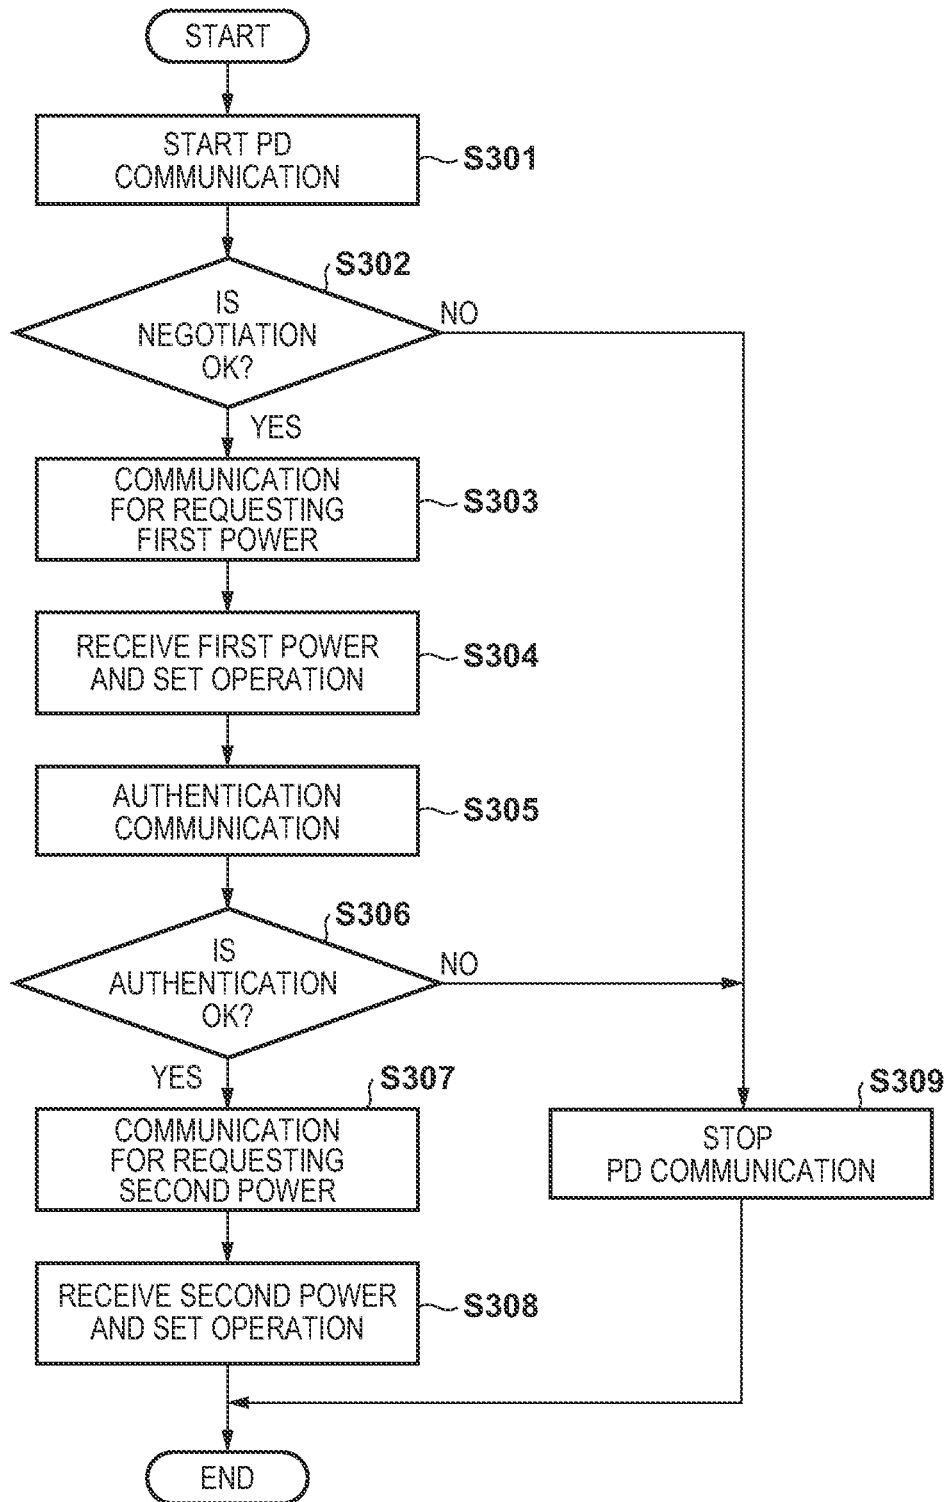 START
START PD
COMMUNICATION
S301
S302
IS
NEGOTIATION
OK?
NO
YES
COMMUNICATION
FOR REQUESTING
FIRST POWER
S303
RECEIVE FIRST POWER
AND SET OPERATION
S304
AUTHENTICATION
COMMUNICATION
S305
S306
IS
AUTHENTICATION
OK?
NO
YES
S307
COMMUNICATION
FOR REQUESTING
SECOND POWER
S309
STOP
PD COMMUNICATION
RECEIVE SECOND POWER
AND SET OPERATION
S308
END